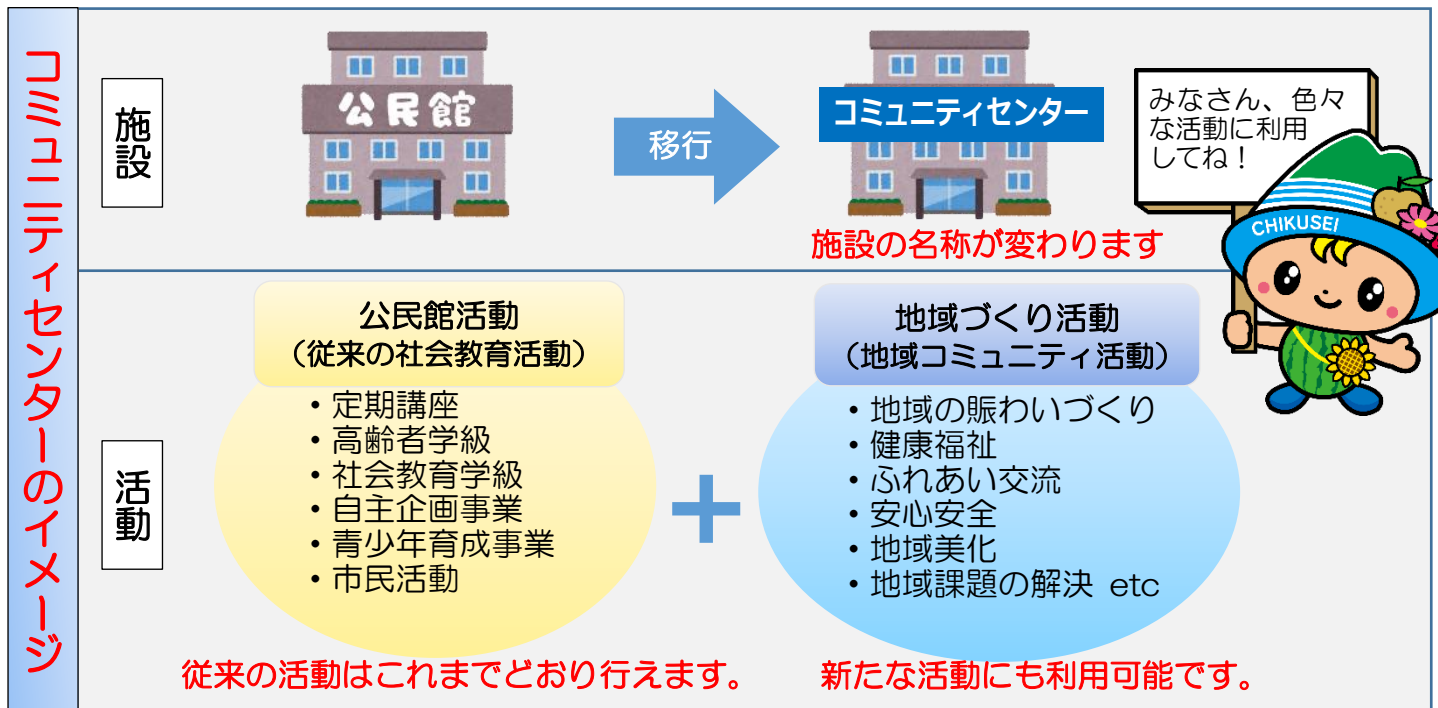 コミュニティセンターのイメージ
施設
公民館
移行
コミュニティセンター
施設の名称が変わります
みなさん、色々
な活動に利用
してね！
CHIKUSEI
活動
公民館活動
（従来の社会教育活動）
・定期講座
・高齢者学級
・社会教育学級
・自主企画事業
・青少年育成事業
・市民活動
従来の活動はこれまでどおり行えます。
＋
地域づくり活動
（地域コミュニティ活動）
・地域の賑わいづくり
・健康福祉
・ふれあい交流
・安心安全
・地域美化
・地域課題の解決 etc
新たな活動にも利用可能です。